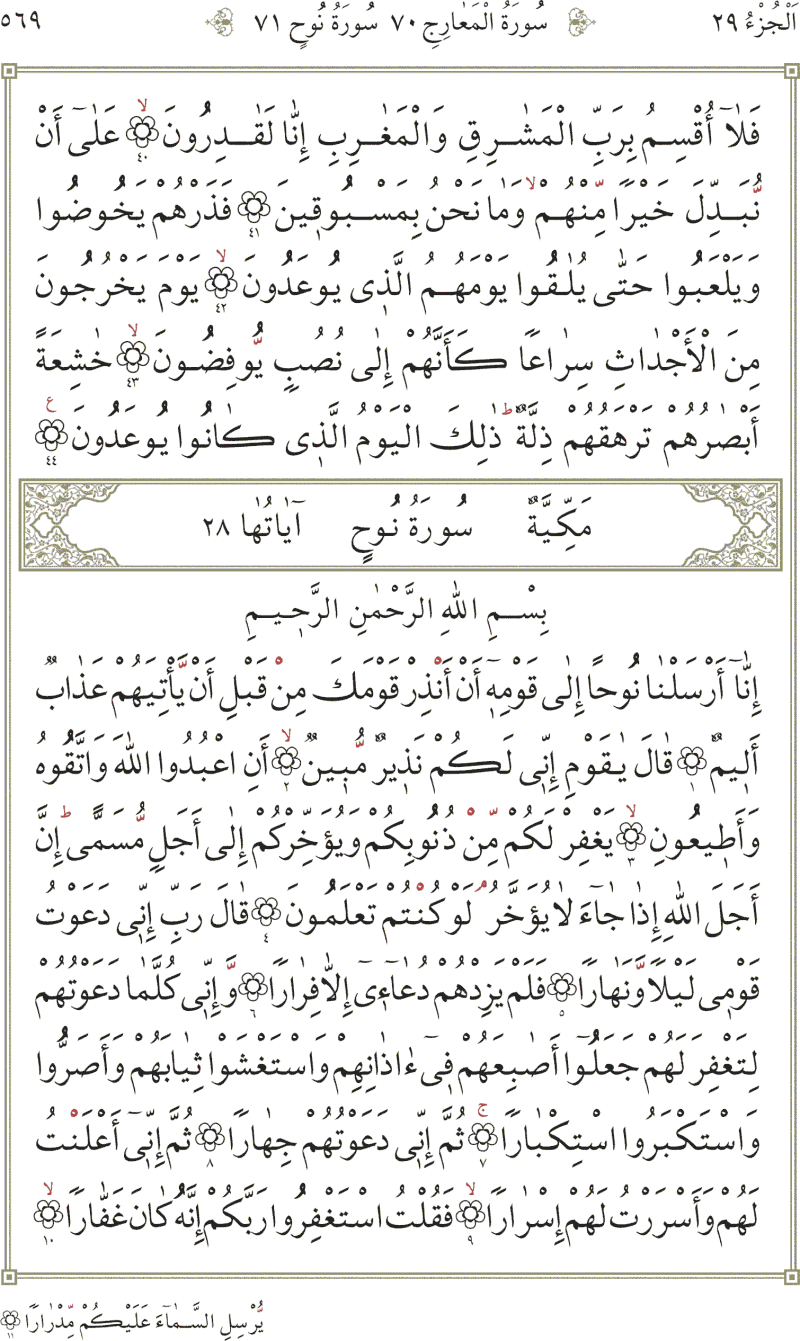 اَلْجُزْءُ ٢٩ سُورَةُ الْمَعَارِجِ ٧٠ سُورَةُ نُوحٍ ٧١ ٥٦٩
فَلَآ أُقْسِمُ بِرَبِّ الْمَشٰرِقِ وَالْمَغٰرِبِ إِنَّا لَقٰدِرُونَ ۙ ﴿٤٠﴾ عَلٰٓى أَنْ
نُّبَدِّلَ خَيْرًا مِّنْهُمْ ۙ وَمَا نَحْنُ بِمَسْبُوقِينَ ﴿٤١﴾ فَذَرْهُمْ يَخُوضُوا
وَيَلْعَبُوا حَتّٰى يُلٰقُوا يَوْمَهُمُ الَّذِى يُوعَدُونَ ۙ ﴿٤٢﴾ يَوْمَ يَخْرُجُونَ
مِنَ الْأَجْدَاثِ سِرَاعًا كَأَنَّهُمْ إِلٰى نُصُبٍ يُّوفِضُونَ ۙ ﴿٤٣﴾ خٰشِعَةً
أَبْصٰرُهُمْ تَرْهَقُهُمْ ذِلَّةٌ ۚ ذٰلِكَ الْيَوْمُ الَّذِى كَانُوا يُوعَدُونَ ﴿٤٤﴾ ع
مَكِّيَّةٌ سُورَةُ نُوحٍ آيَاتُهَا ٢٨
بِسْمِ اللّٰهِ الرَّحْمٰنِ الرَّحِيمِ
إِنَّآ أَرْسَلْنَا نُوحًا إِلٰى قَوْمِهِٓ أَنْ أَنْذِرْ قَوْمَكَ مِنْ قَبْلِ أَنْ يَّأْتِيَهُمْ عَذَابٌ
أَلِيمٌ ﴿١﴾ قَالَ يٰقَوْمِ إِنِّى لَكُمْ نَذِيرٌ مُّبِينٌ ۙ ﴿٢﴾ أَنِ اعْبُدُوا اللّٰهَ وَاتَّقُوهُ
وَأَطِيعُونِ ۙ ﴿٣﴾ يَغْفِرْ لَكُمْ مِّنْ ذُنُوبِكُمْ وَيُؤَخِّرْكُمْ إِلٰى أَجَلٍ مُّسَمًّى ۚ إِنَّ
أَجَلَ اللّٰهِ إِذَا جَآءَ لَا يُؤَخَّرُ ۘ لَوْ كُنْتُمْ تَعْلَمُونَ ﴿٤﴾ قَالَ رَبِّ إِنِّى دَعَوْتُ
قَوْمِى لَيْلًا وَّنَهَارًا ﴿٥﴾ فَلَمْ يَزِدْهُمْ دُعَآءِىٓ إِلَّا فِرَارًا ﴿٦﴾ وَّإِنِّى كُلَّمَا دَعَوْتُهُمْ
لِتَغْفِرَ لَهُمْ جَعَلُوٓا أَصٰبِعَهُمْ فِىٓ ءَاذَانِهِمْ وَاسْتَغْشَوْا ثِيَابَهُمْ وَأَصَرُّوا
وَاسْتَكْبَرُوا اسْتِكْبَارًا ۚ ﴿٧﴾ ثُمَّ إِنِّى دَعَوْتُهُمْ جِهَارًا ﴿٨﴾ ثُمَّ إِنِّىٓ أَعْلَنْتُ
لَهُمْ وَأَسْرَرْتُ لَهُمْ إِسْرَارًا ۙ ﴿٩﴾ فَقُلْتُ اسْتَغْفِرُوا رَبَّكُمْ إِنَّهُ كَانَ غَفَّارًا ۙ ﴿١٠﴾
يُّرْسِلِ السَّمَآءَ عَلَيْكُمْ مِّدْرَارًا ﴿١١﴾